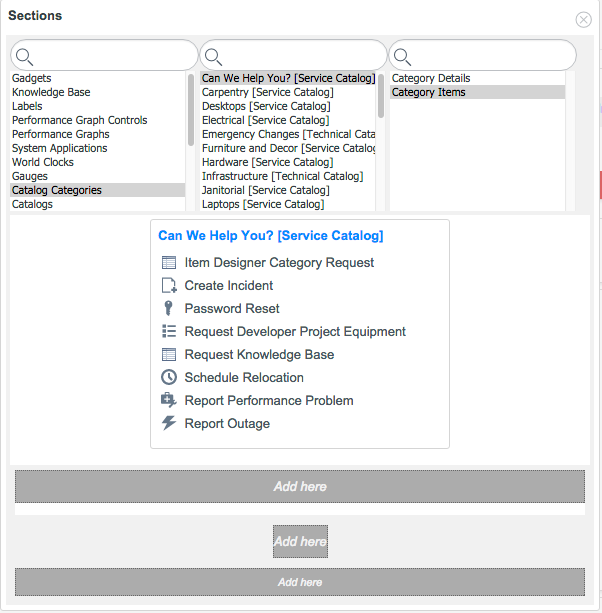 Sections
Gadgets
Knowledge Base
Labels
Performance Graph Controls
Performance Graphs
System Applications
World Clocks
Gauges
Catalog Categories
Catalogs
Can We Help You? [Service Catalog]
Carpentry [Service Catalog]
Desktops [Service Catalog]
Electrical [Service Catalog]
Emergency Changes [Technical Cata
Furniture and Decor [Service Catalog
Hardware [Service Catalog]
Infrastructure [Technical Catalog]
Janitorial [Service Catalog]
Laptops [Service Catalog]
Category Details
Category Items
Can We Help You? [Service Catalog]
Item Designer Category Request
Create Incident
Password Reset
Request Developer Project Equipment
Request Knowledge Base
Schedule Relocation
Report Performance Problem
Report Outage
Add here
Add here
Add here